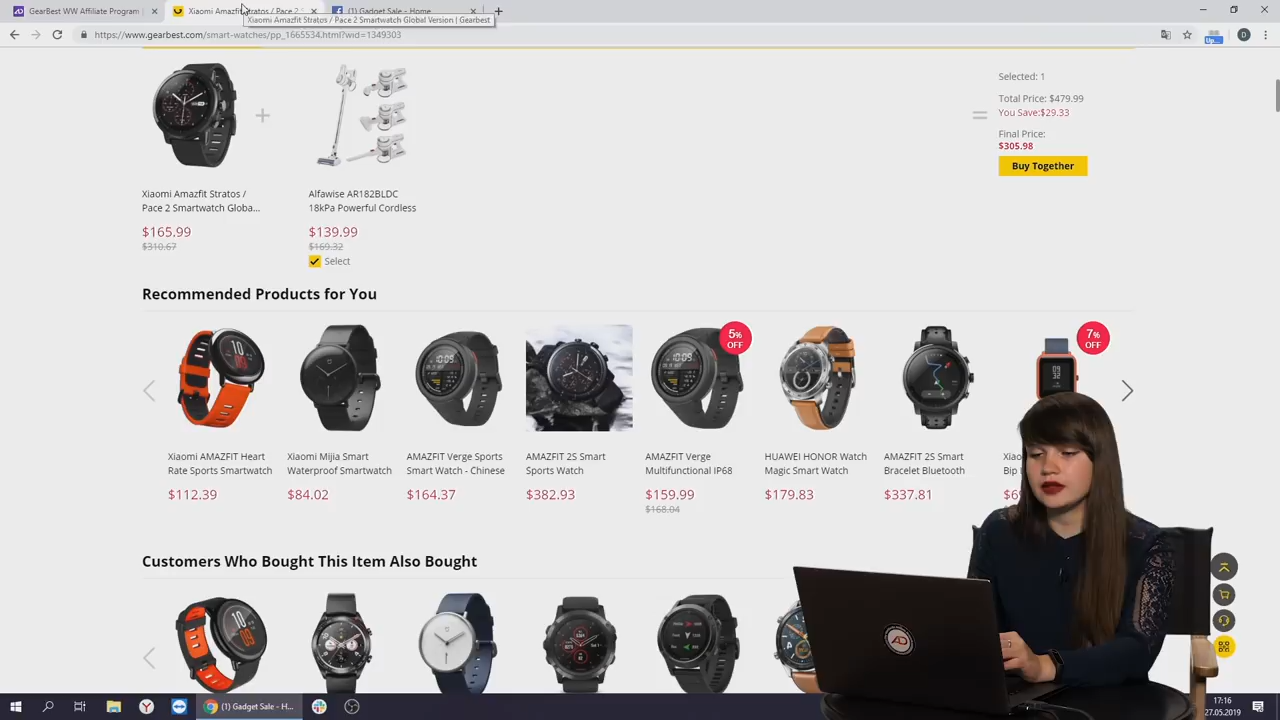 GearBest WW Affiliate Program
Xiaomi Amazfit Stratos / Pace 2
(1) Gadget Sale - Home
Xiaomi Amazfit Stratos / Pace 2 Smartwatch Global Version | Gearbest
https://www.gearbest.com/smart-watches/pp_1665534.html?wid=1349303
D
Selected: 1
Total Price: $479.99
You Save:$29.33
Final Price:
$305.98
Buy Together
Xiaomi Amazfit Stratos /
Pace 2 Smartwatch Globa...
$165.99
$310.67
Alfawise AR182BLDC
18kPa Powerful Cordless
$139.99
$169.32
Select
Recommended Products for You
5%
OFF
7%
OFF
Xiaomi AMAZFIT Heart
Rate Sports Smartwatch
$112.39
Xiaomi Mijia Smart
Waterproof Smartwatch
$84.02
AMAZFIT Verge Sports
Smart Watch - Chinese
$164.37
AMAZFIT 2S Smart
Sports Watch
$382.93
AMAZFIT Verge
Multifunctional IP68
$159.99
$168.04
HUAWEI HONOR Watch
Magic Smart Watch
$179.83
AMAZFIT 2S Smart
Bracelet Bluetooth
$337.81
Bip
Customers Who Bought This Item Also Bought
(1) Gadget Sale – H...
17:16
27.05.2019